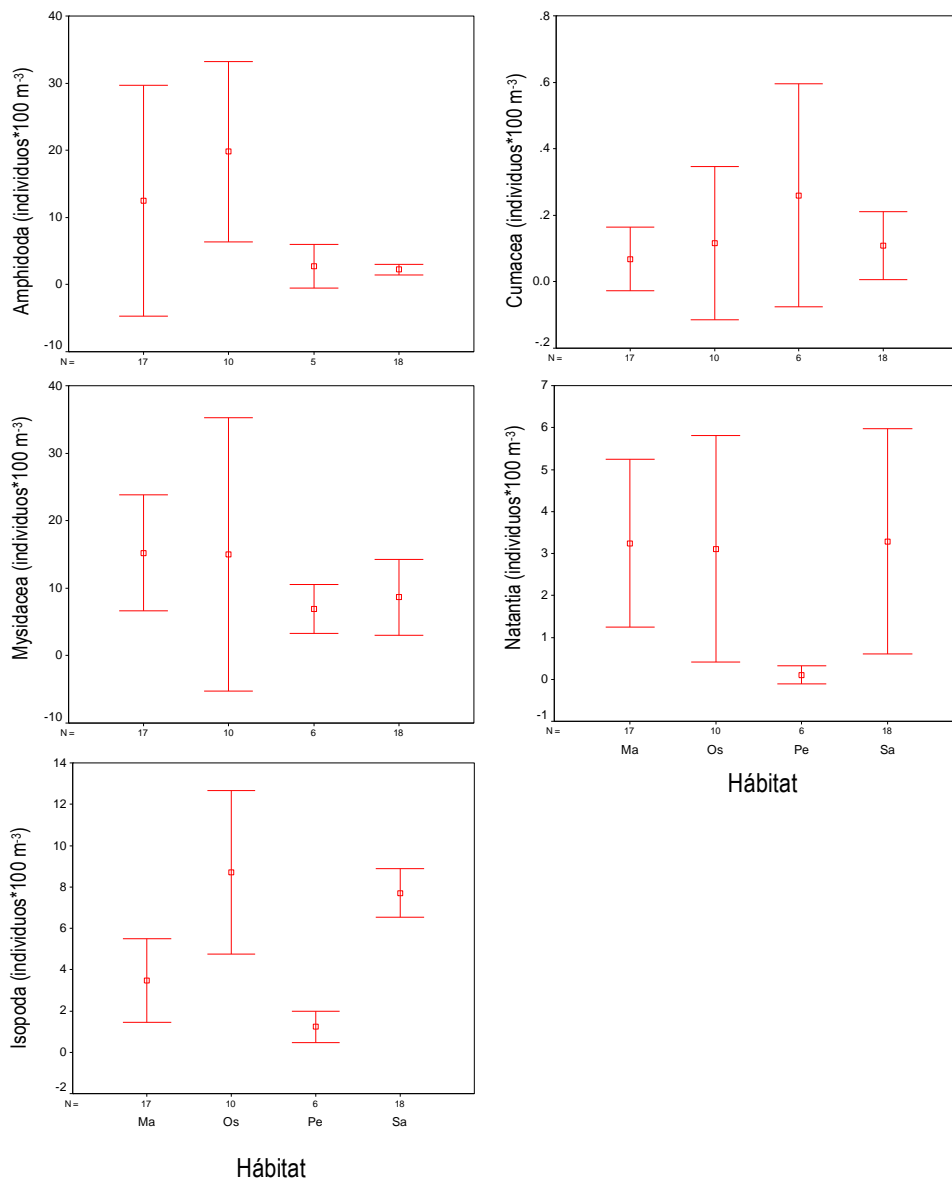 Amphidoda (individuos*100 m-3)
40
30
20
10
0
-10
N = 17 10 5 18
Cumacea (individuos*100 m-3)
.8
.6
.4
.2
0.0
-.2
N = 17 10 6 18
Mysidacea (individuos*100 m-3)
40
30
20
10
0
-10
N = 17 10 6 18
Natantia (individuos*100 m-3)
7
6
5
4
3
2
1
0
-1
N = 17 10 6 18
Ma Os Pe Sa
Hábitat
Isopoda (individuos*100 m-3)
14
12
10
8
6
4
2
0
-2
N = 17 10 6 18
Ma Os Pe Sa
Hábitat